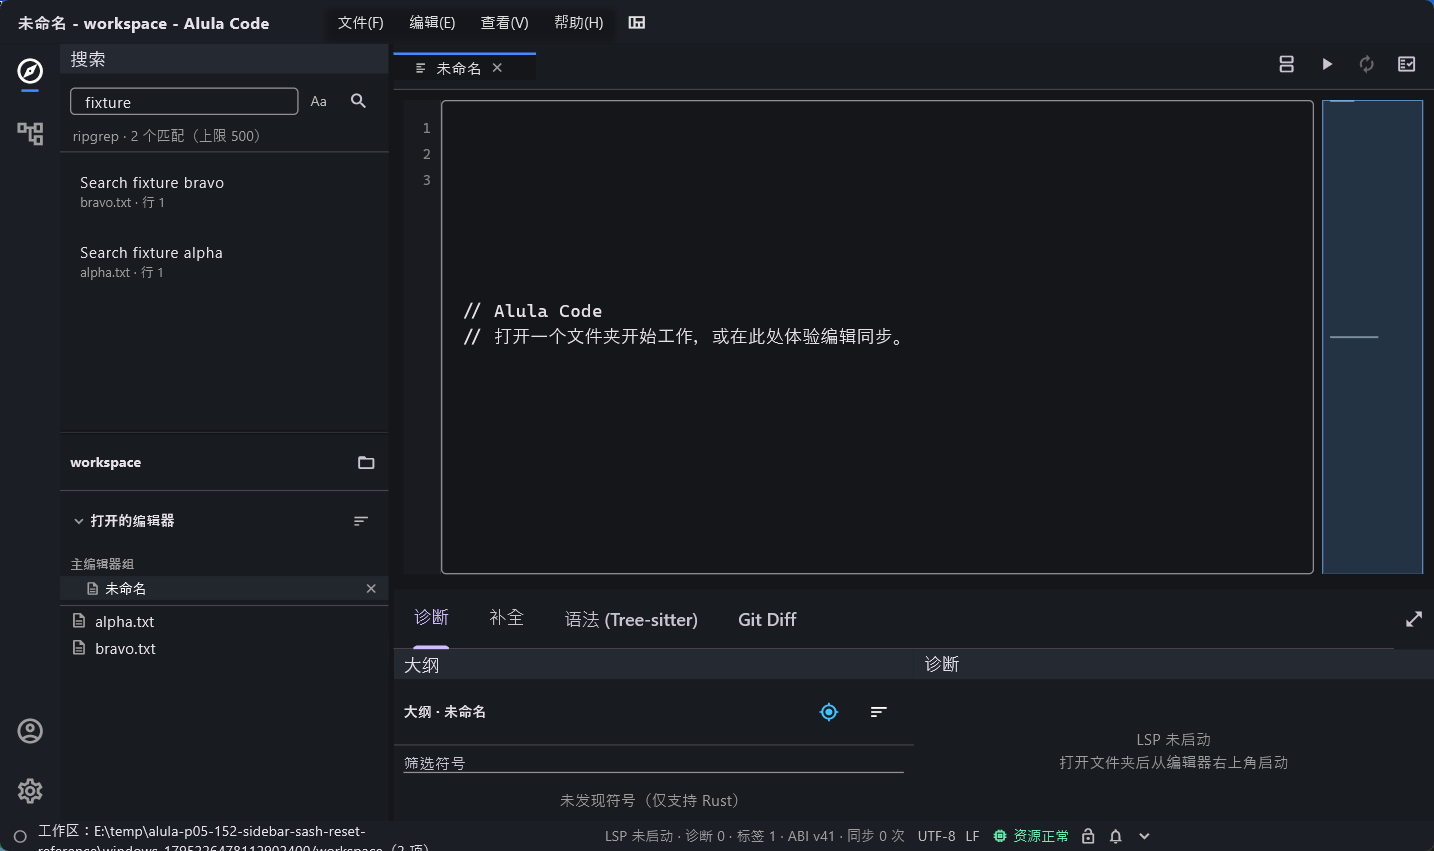 未命名 - workspace - Alula Code
文件(F) 编辑(E) 查看(V) 帮助(H)
搜索
fixture
Aa
ripgrep · 2 个匹配（上限 500）
Search fixture bravo
bravo.txt · 行 1
Search fixture alpha
alpha.txt · 行 1
workspace
打开的编辑器
主编辑器组
未命名
alpha.txt
bravo.txt
未命名
1
2
3
// Alula Code
// 打开一个文件夹开始工作，或在此处体验编辑同步。
诊断 补全 语法 (Tree-sitter) Git Diff
大纲
大纲 · 未命名
筛选符号
未发现符号（仅支持 Rust）
诊断
LSP 未启动
打开文件夹后从编辑器右上角启动
工作区：E:\temp\alula-p05-152-sidebar-sash-reset-
LSP 未启动 · 诊断 0 · 标签 1 · ABI v41 · 同步 0 次 UTF-8 LF 资源正常